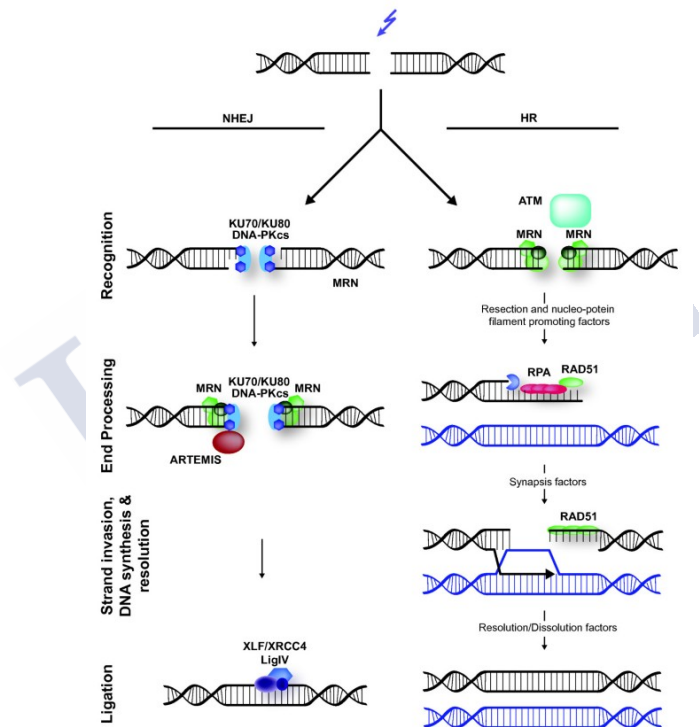 NHEJ
HR
Recognition
KU70/KU80
DNA-PKcs
MRN
ATM
MRN
MRN
Resection and nucleo-potein
filament promoting factors
End Processing
MRN
KU70/KU80
DNA-PKcs
MRN
ARTEMIS
RPA
RAD51
Synapsis factors
Strand invasion,
DNA synthesis &
resolution
RAD51
Resolution/Dissolution factors
Ligation
XLF/XRCC4
LigIV